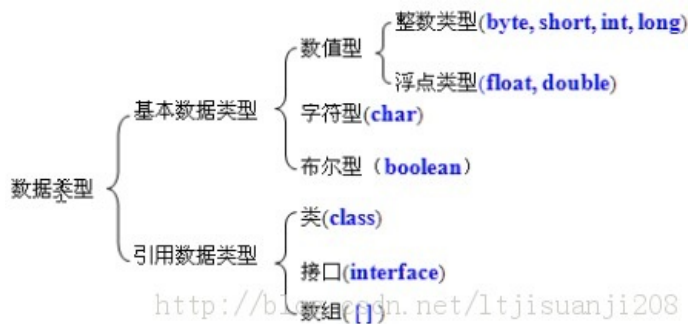 整数类型(byte, short, int, long)
数值型
浮点类型(float, double)
基本数据类型
字符型(char)
布尔型（boolean）
数据类型
类(class)
引用数据类型
接口(interface)
数组([])
http://blog.csdn.net/ltjisuanji208